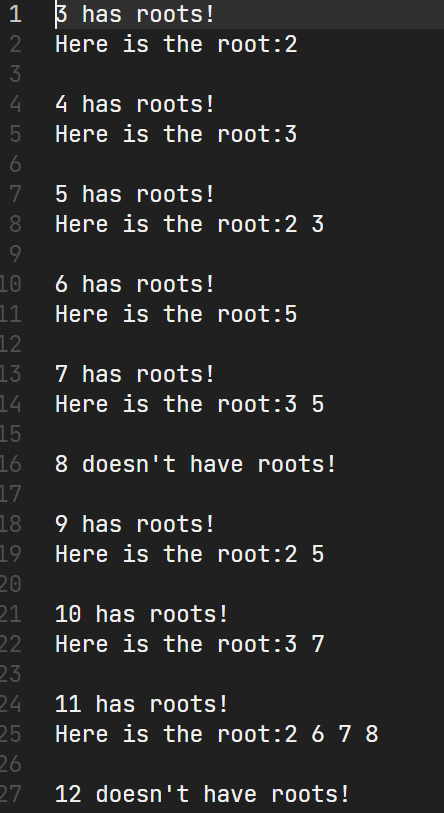 1 3 has roots!
2 Here is the root:2
3
4 4 has roots!
5 Here is the root:3
6
7 5 has roots!
8 Here is the root:2 3
9
10 6 has roots!
11 Here is the root:5
12
13 7 has roots!
14 Here is the root:3 5
15
16 8 doesn't have roots!
17
18 9 has roots!
19 Here is the root:2 5
20
21 10 has roots!
22 Here is the root:3 7
23
24 11 has roots!
25 Here is the root:2 6 7 8
26
27 12 doesn't have roots!